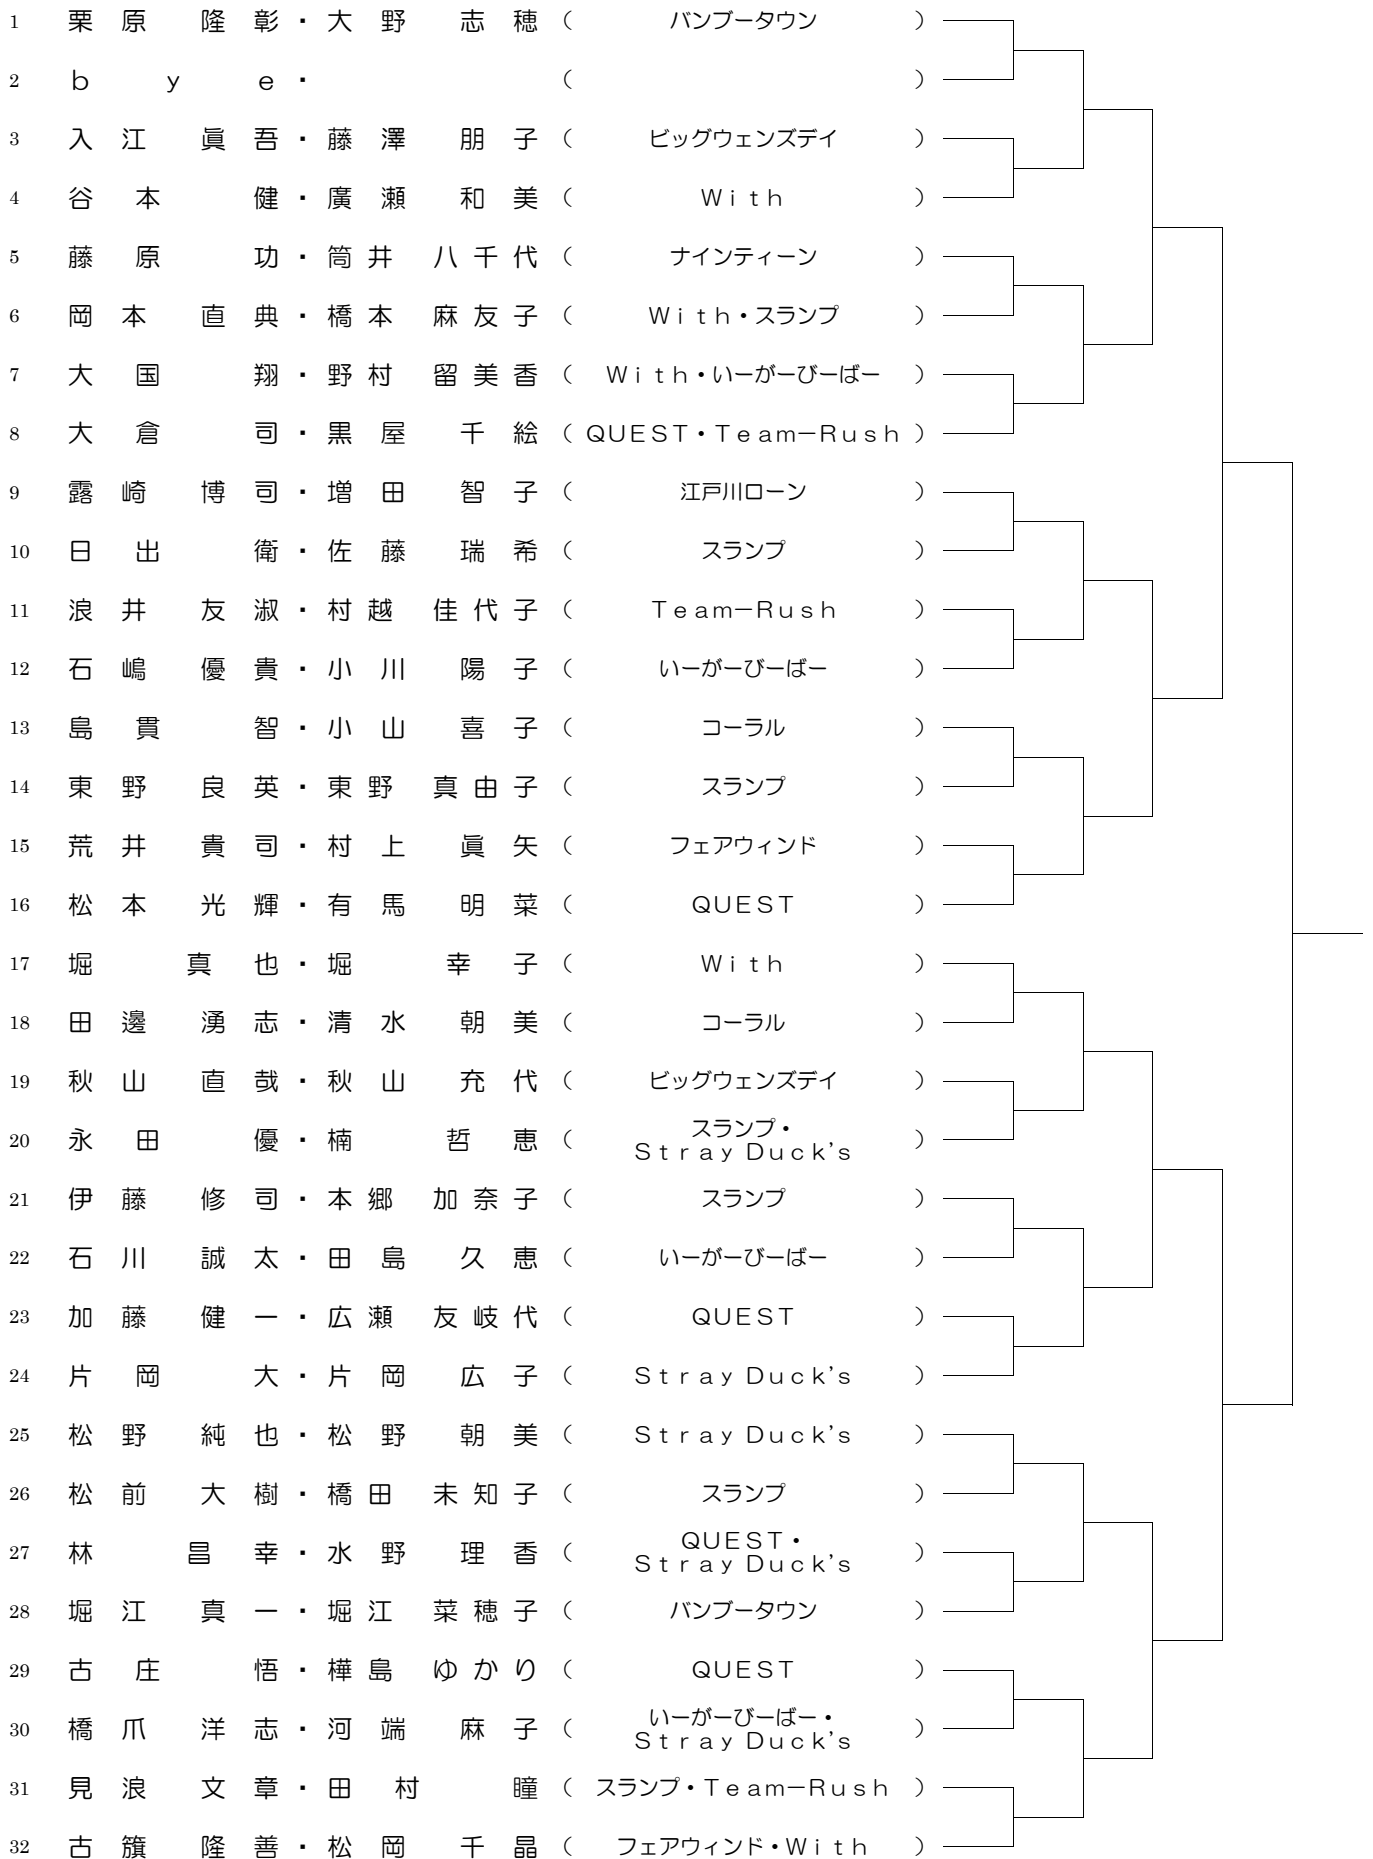 1 栗原 隆彰・大野 志穂 （ バンブータウン ）
2 ｂｙｅ・ （ ）
3 入江 眞吾・藤澤 朋子 （ ビッグウェンズデイ ）
4 谷本 健・廣瀬 和美 （ Ｗｉｔｈ ）
5 藤原 功・筒井 八千代 （ ナインティーン ）
6 岡本 直典・橋本 麻友子 （ Ｗｉｔｈ・スランプ ）
7 大国 翔・野村 留美香 （ Ｗｉｔｈ・いーがーびーばー ）
8 大倉 司・黒屋 千絵 （ ＱＵＥＳＴ・Ｔｅａｍ－Ｒｕｓｈ ）
9 露崎 博司・増田 智子 （ 江戸川ローン ）
10 日出 衛・佐藤 瑞希 （ スランプ ）
11 浪井 友淑・村越 佳代子 （ Ｔｅａｍ－Ｒｕｓｈ ）
12 石嶋 優貴・小川 陽子 （ いーがーびーばー ）
13 島貫 智・小山 喜子 （ コーラル ）
14 東野 良英・東野 真由子 （ スランプ ）
15 荒井 貴司・村上 眞矢 （ フェアウィンド ）
16 松本 光輝・有馬 明菜 （ ＱＵＥＳＴ ）
17 堀 真也・堀 幸子 （ Ｗｉｔｈ ）
18 田邊 湧志・清水 朝美 （ コーラル ）
19 秋山 直哉・秋山 充代 （ ビッグウェンズデイ ）
20 永田 優・楠 哲恵 （ スランプ・
Ｓｔｒａｙ Ｄｕｃｋ’ｓ ）
21 伊藤 修司・本郷 加奈子 （ スランプ ）
22 石川 誠太・田島 久恵 （ いーがーびーばー ）
23 加藤 健一・広瀬 友岐代 （ ＱＵＥＳＴ ）
24 片岡 大・片岡 広子 （ Ｓｔｒａｙ Ｄｕｃｋ’ｓ ）
25 松野 純也・松野 朝美 （ Ｓｔｒａｙ Ｄｕｃｋ’ｓ ）
26 松前 大樹・橋田 未知子 （ スランプ ）
27 林 昌幸・水野 理香 （ ＱＵＥＳＴ・
Ｓｔｒａｙ Ｄｕｃｋ’ｓ ）
28 堀江 真一・堀江 菜穂子 （ バンブータウン ）
29 古庄 悟・樺島 ゆかり （ ＱＵＥＳＴ ）
30 橋爪 洋志・河端 麻子 （ いーがーびーばー・
Ｓｔｒａｙ Ｄｕｃｋ’ｓ ）
31 見浪 文章・田村 瞳 （ スランプ・Ｔｅａｍ－Ｒｕｓｈ ）
32 古籏 隆善・松岡 千晶 （ フェアウィンド・Ｗｉｔｈ ）